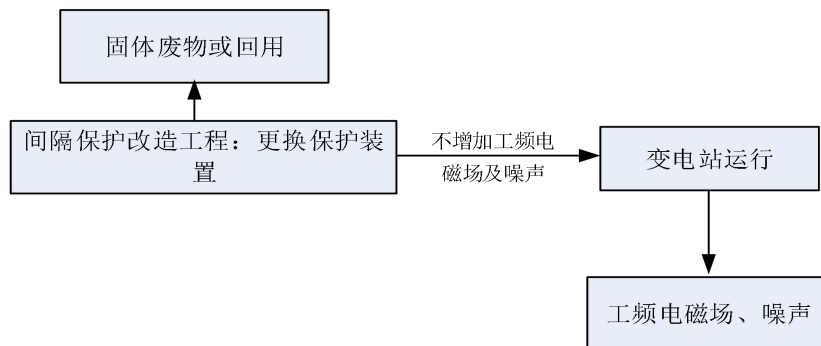 固体废物或回用
间隔保护改造工程：更换保护装
置
不增加工频电
磁场及噪声
变电站运行
工频电磁场、噪声